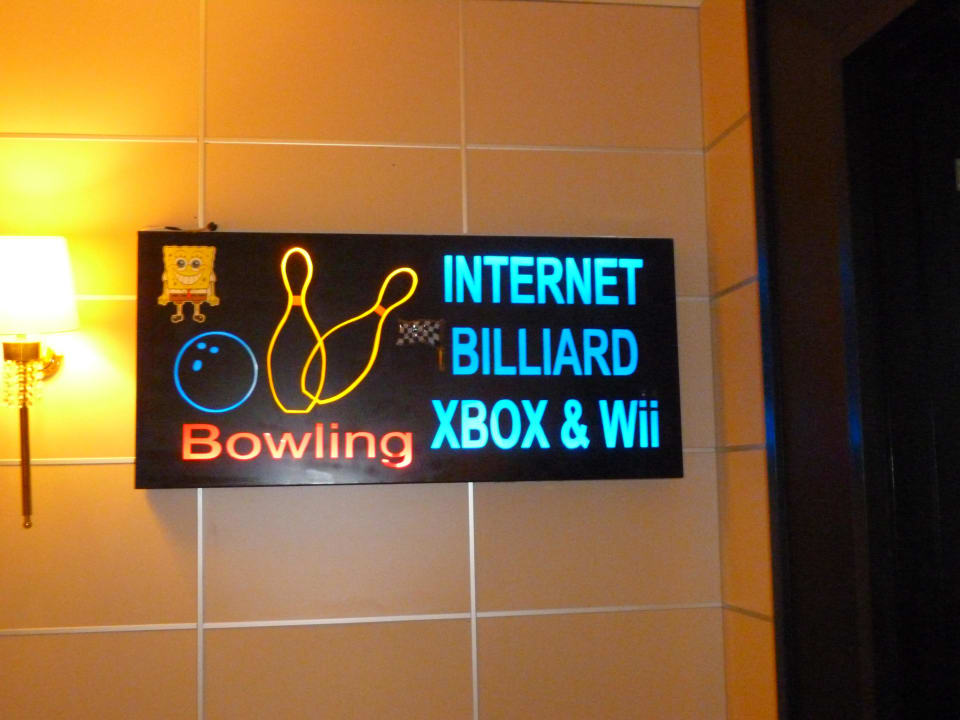 Bowling
INTERNET
BILLIARD
XBOX & Wii